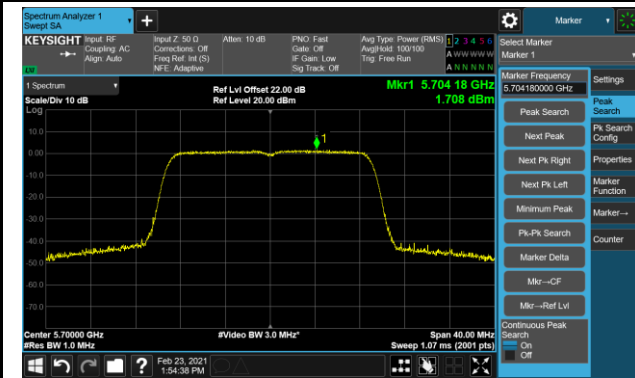 Spectrum Analyzer 1
Swept SA
Marker
KEYSIGHT
Input: RF
Coupling: AC
Align: Auto
Input Z: 50 Ω
Corrections: Off
Freq Ref: Int (S)
NFE: Adaptive
Atten: 10 dB
PNO: Fast
Gate: Off
IF Gain: Low
Sig Track: Off
Avg Type: Power (RMS)
Avg|Hold: 100/100
Trig: Free Run
1 2 3 4 5 6
A W W W W W
A N N N N N
Select Marker
Marker 1
1 Spectrum
Scale/Div 10 dB
Log
Ref Lvl Offset 22.00 dB
Ref Level 20.00 dBm
Mkr1 5.704 18 GHz
1.708 dBm
10.0
0.00
-10.0
-20.0
-30.0
-40.0
-50.0
-60.0
-70.0
1
Center 5.70000 GHz
#Res BW 1.0 MHz
#Video BW 3.0 MHz*
Span 40.00 MHz
Sweep 1.07 ms (2001 pts)
Marker Frequency
5.704180000 GHz
Peak Search
Next Peak
Next Pk Right
Next Pk Left
Minimum Peak
Pk-Pk Search
Marker Delta
Mkr→CF
Mkr→Ref Lvl
Continuous Peak
Search
On
Off
Settings
Peak
Search
Pk Search
Config
Properties
Marker
Function
Marker→
Counter
Feb 23, 2021
1:54:38 PM